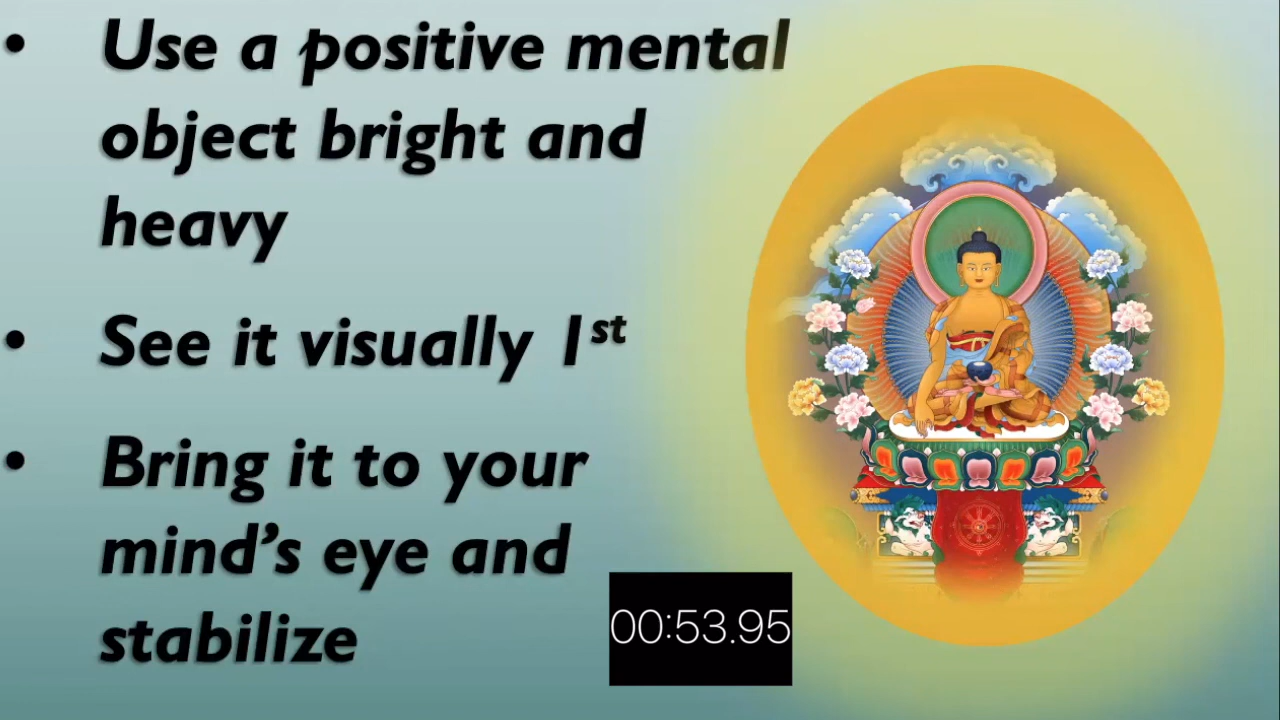 • Use a positive mental
object bright and
heavy
• See it visually 1st
• Bring it to your
mind’s eye and
stabilize
00:53.95